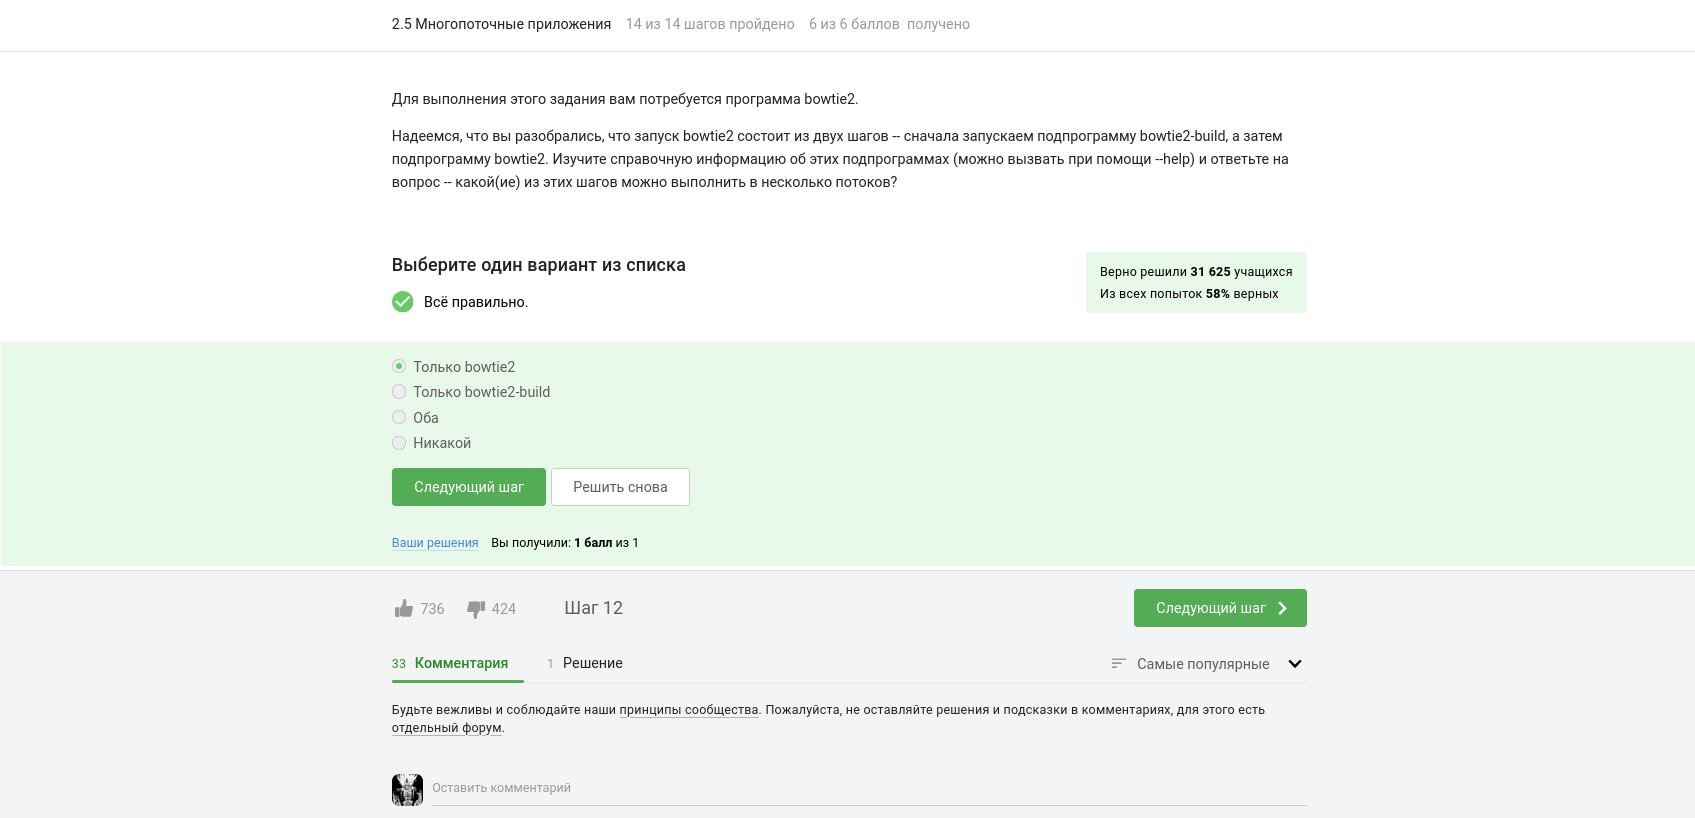 2.5 Многопоточные приложения 14 из 14 шагов пройдено 6 из 6 баллов получено
Для выполнения этого задания вам потребуется программа bowtie2.
Надеемся, что вы разобрались, что запуск bowtie2 состоит из двух шагов -- сначала запускаем подпрограмму bowtie2-build, а затем
подпрограмму bowtie2. Изучите справочную информацию об этих подпрограммах (можно вызвать при помощи --help) и ответьте на
вопрос -- какой(ие) из этих шагов можно выполнить в несколько потоков?
Выберите один вариант из списка
Верно решили 31 625 учащихся
Из всех попыток 58% верных
Всё правильно.
Только bowtie2
Только bowtie2-build
Оба
Никакой
Следующий шаг Решить снова
Ваши решения Вы получили: 1 балл из 1
736 424 Шаг 12 Следующий шаг
33 Комментария 1 Решение Самые популярные
Будьте вежливы и соблюдайте наши принципы сообщества. Пожалуйста, не оставляйте решения и подсказки в комментариях, для этого есть
отдельный форум.
Оставить комментарий